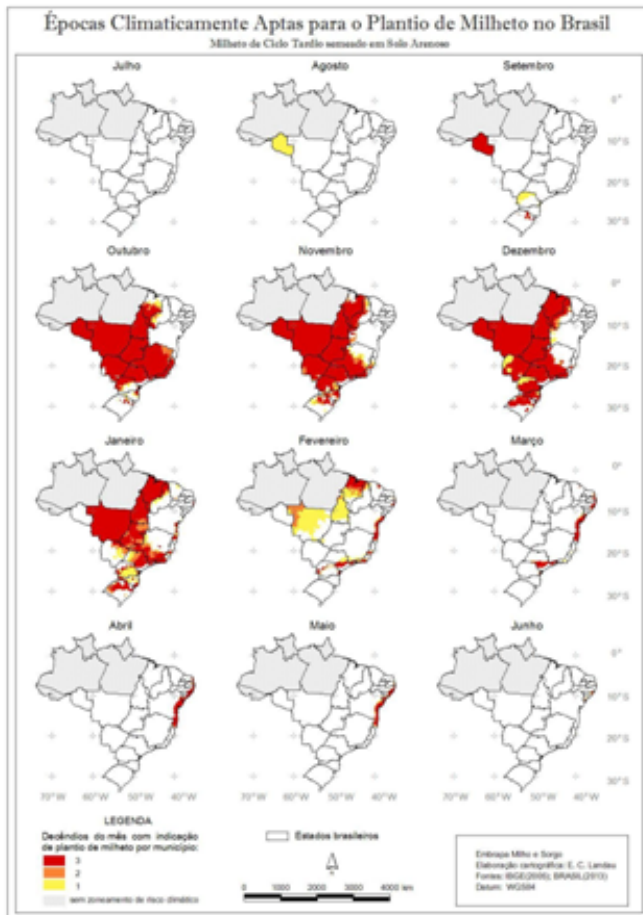 Épocas Climaticamente Aptas para o Plantio de Milheto no Brasil
Milheto de Ciclo Tardio semeado em Solo Arenoso
Julho
Agosto
Setembro
0°
10°S
20°S
30°S
Outubro
Novembro
Dezembro
0°
10°S
20°S
30°S
Janeiro
Fevereiro
Março
0°
10°S
20°S
30°S
Abril
Maio
Junho
0°
10°S
20°S
30°S
70°W 60°W 50°W 40°W 70°W 60°W 50°W 40°W 70°W 60°W 50°W 40°W
LEGENDA
Decêndios do mês com indicação
de plantio de milheto por município:
3
2
1
sem zoneamento de risco climático
Estados brasileiros
N
0 1000 2000 3000 4000 km
Embrapa Milho e Sorgo
Elaboração cartográfica: E. C. Landau
Fontes: IBGE(2005); BRASIL(2013)
Datum: WGS84